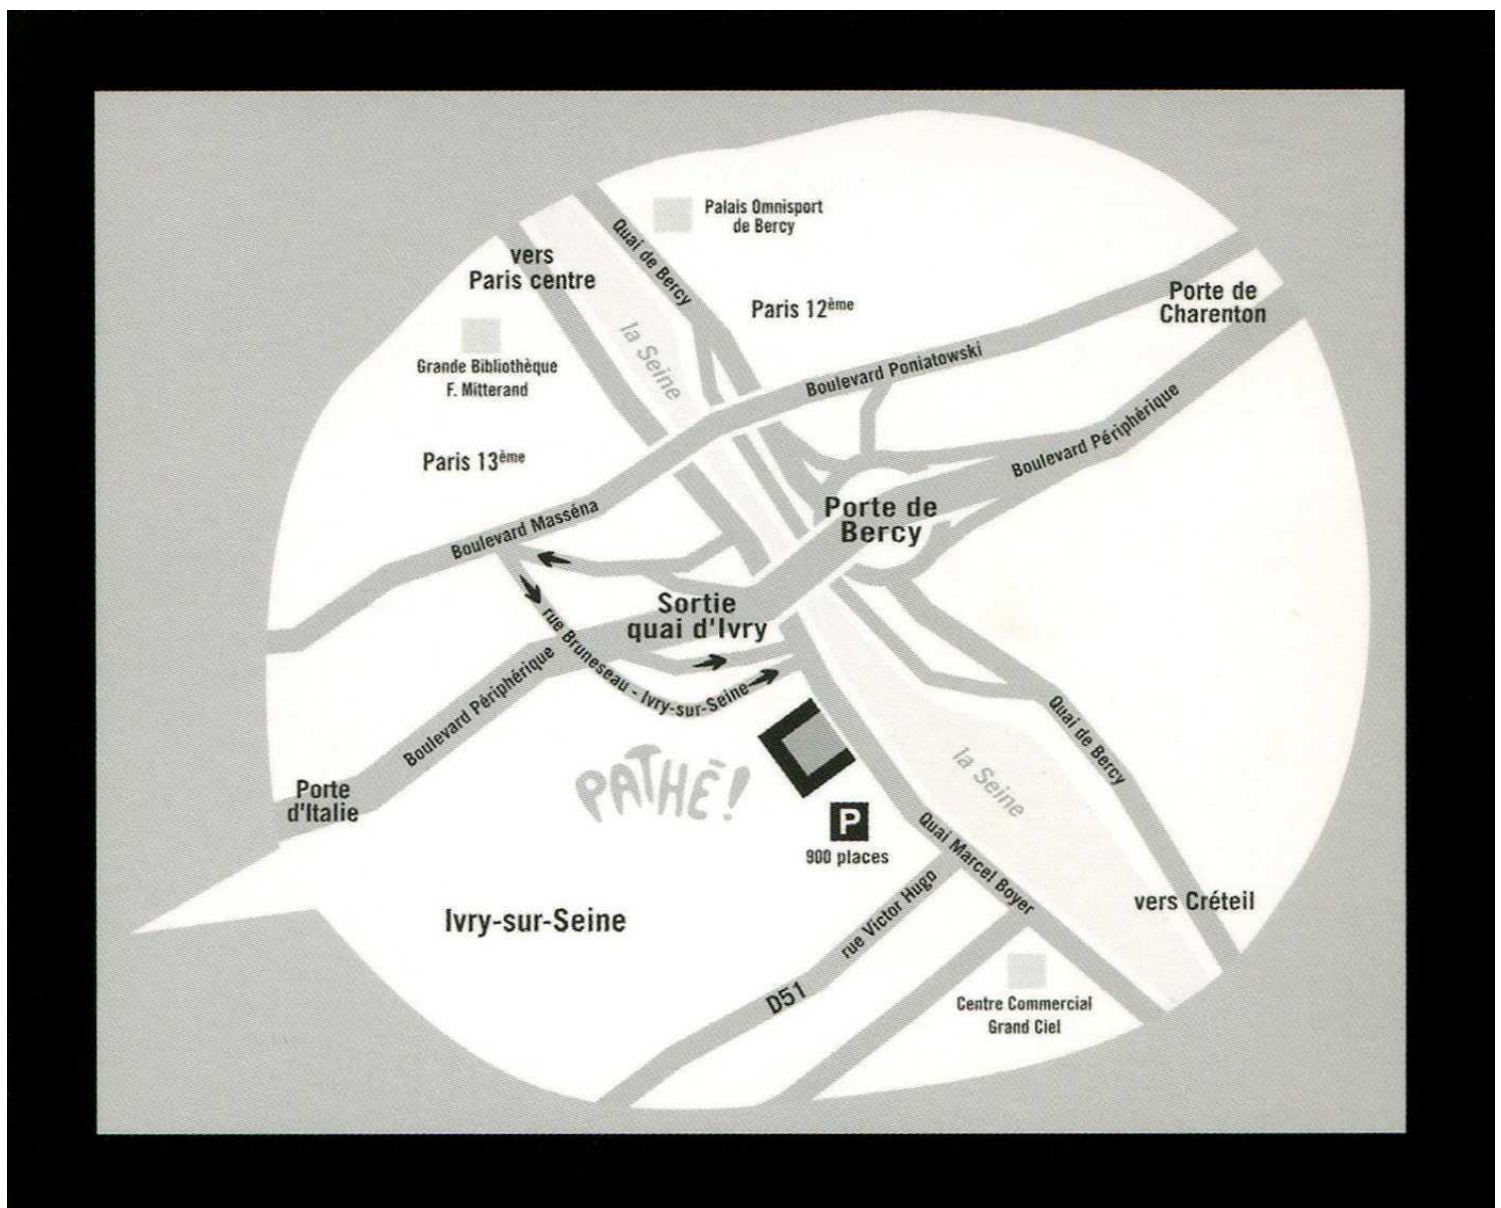 Palais Omnisport
de Bercy
Quai de Bercy
vers
Paris centre
Paris 12ème
Porte de
Charenton
la Seine
Grande Bibliothèque
F. Mitterand
Boulevard Poniatowski
Boulevard Périphérique
Paris 13ème
Porte de
Bercy
Boulevard Masséna
Sortie
quai d'Ivry
rue Bruneseau - Ivry-sur-Seine
Boulevard Périphérique
Quai de Bercy
PATHÉ!
la Seine
Porte
d'Italie
P
900 places
Quai Marcel Boyer
rue Victor Hugo
vers Créteil
Ivry-sur-Seine
D51
Centre Commercial
Grand Ciel